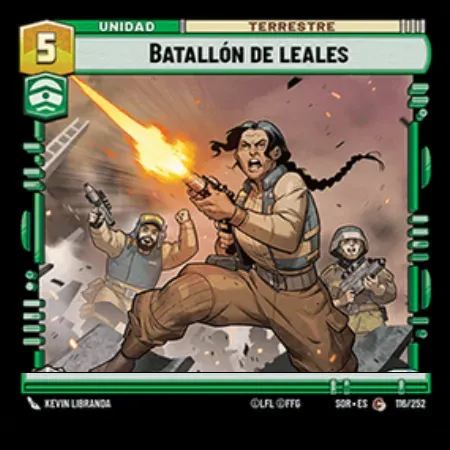 UNIDAD
TERRESTRE
5
BATALLÓN DE LEALES
KEVIN LIBRANDA
©LFL ©FFG
SOR • ES
C
116/252